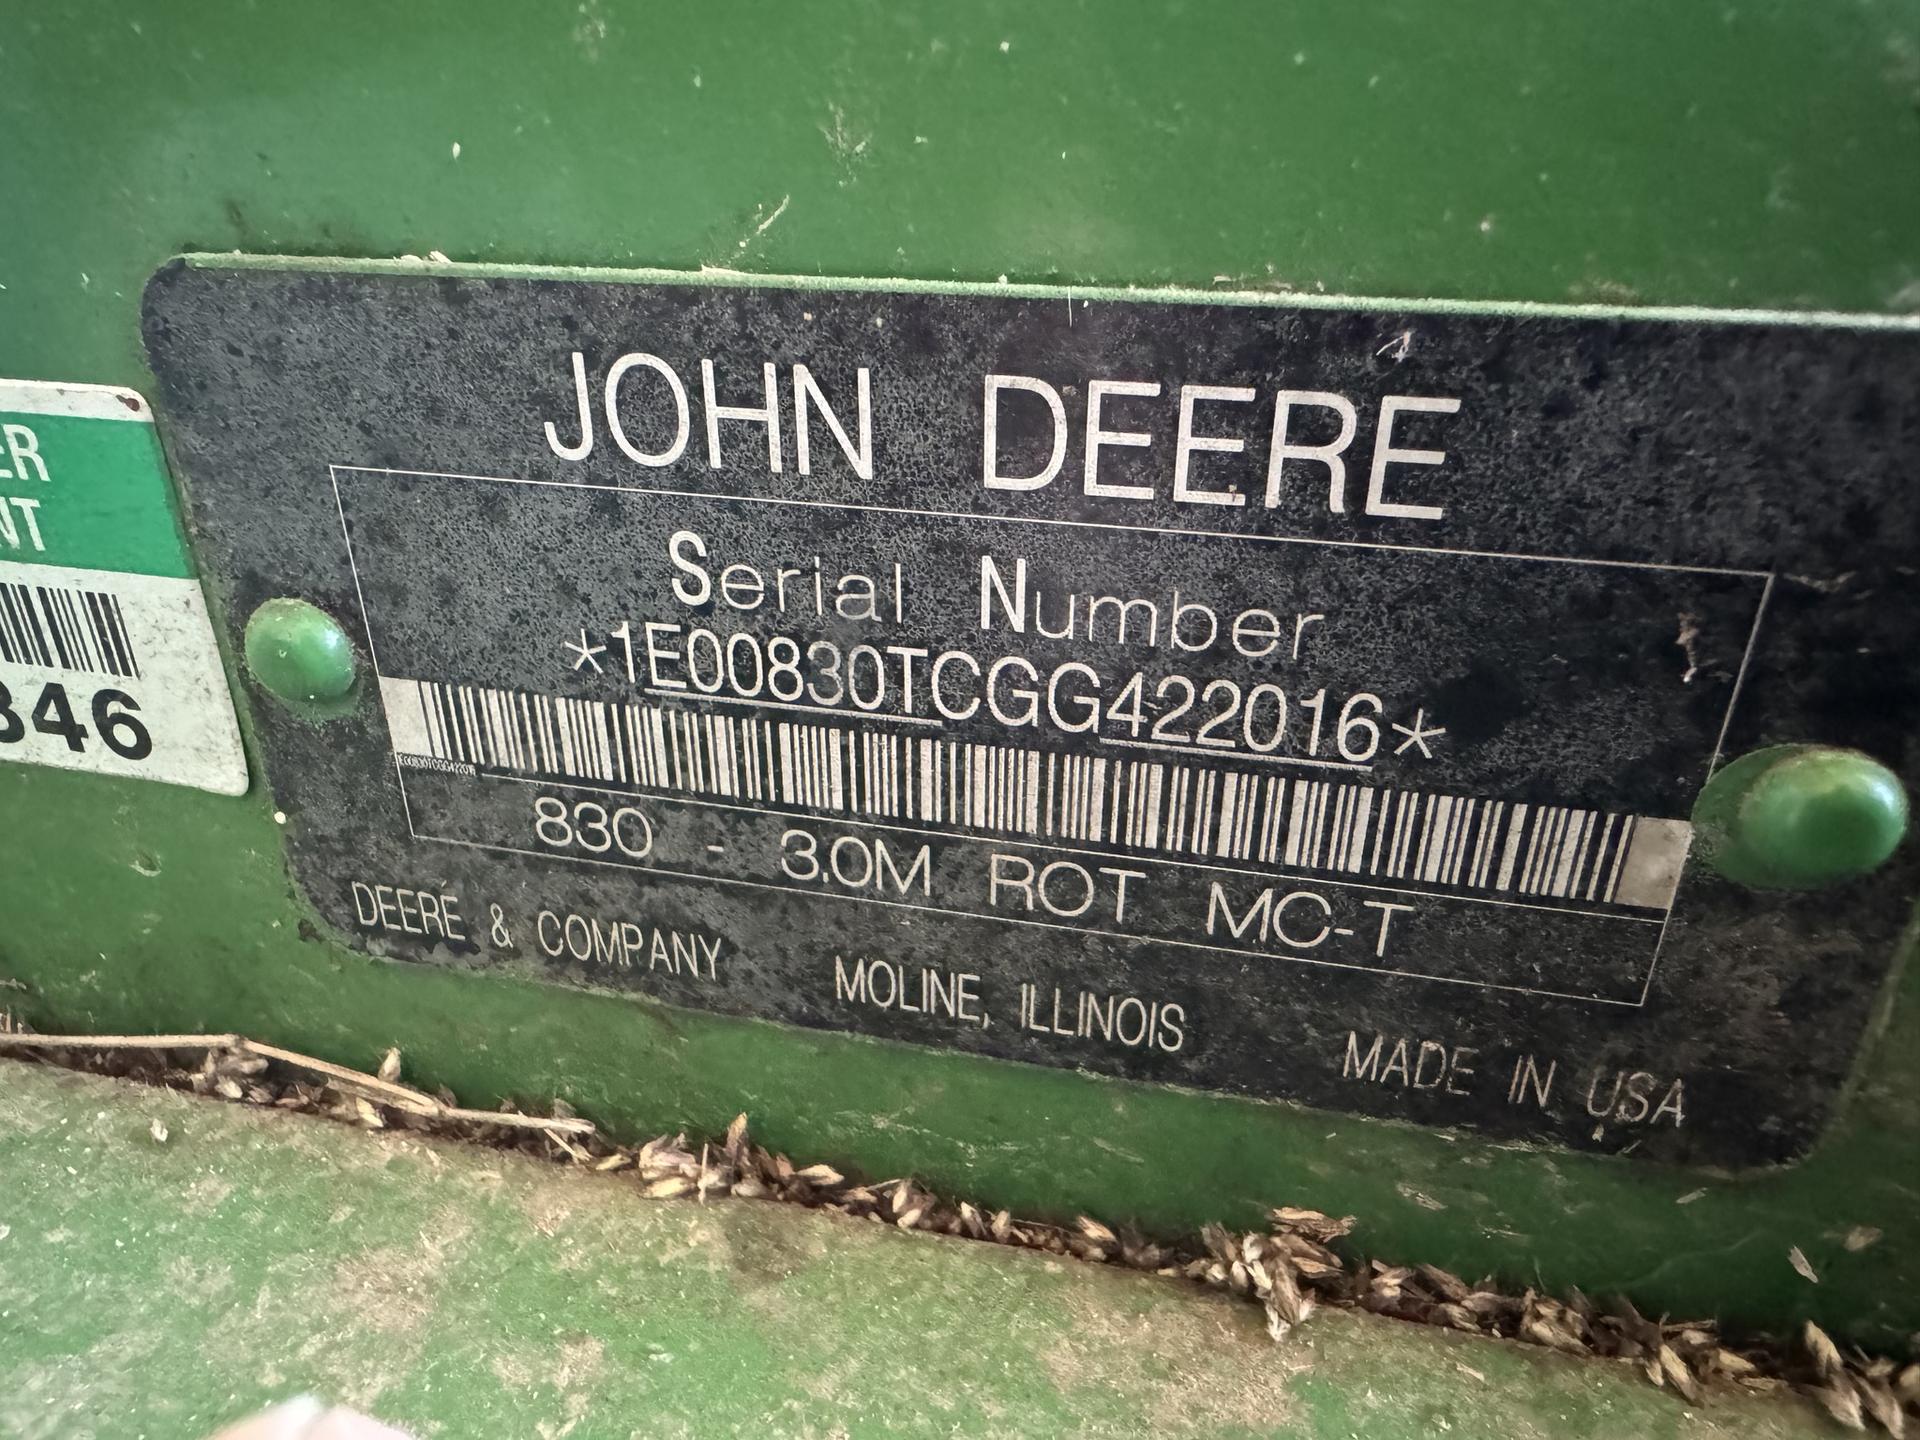 JOHN DEERE
Serial Number
*1E00830TCGG422016*
830 - 3.0M ROT MC-T
DEERE & COMPANY MOLINE, ILLINOIS MADE IN USA
ER
NT
346